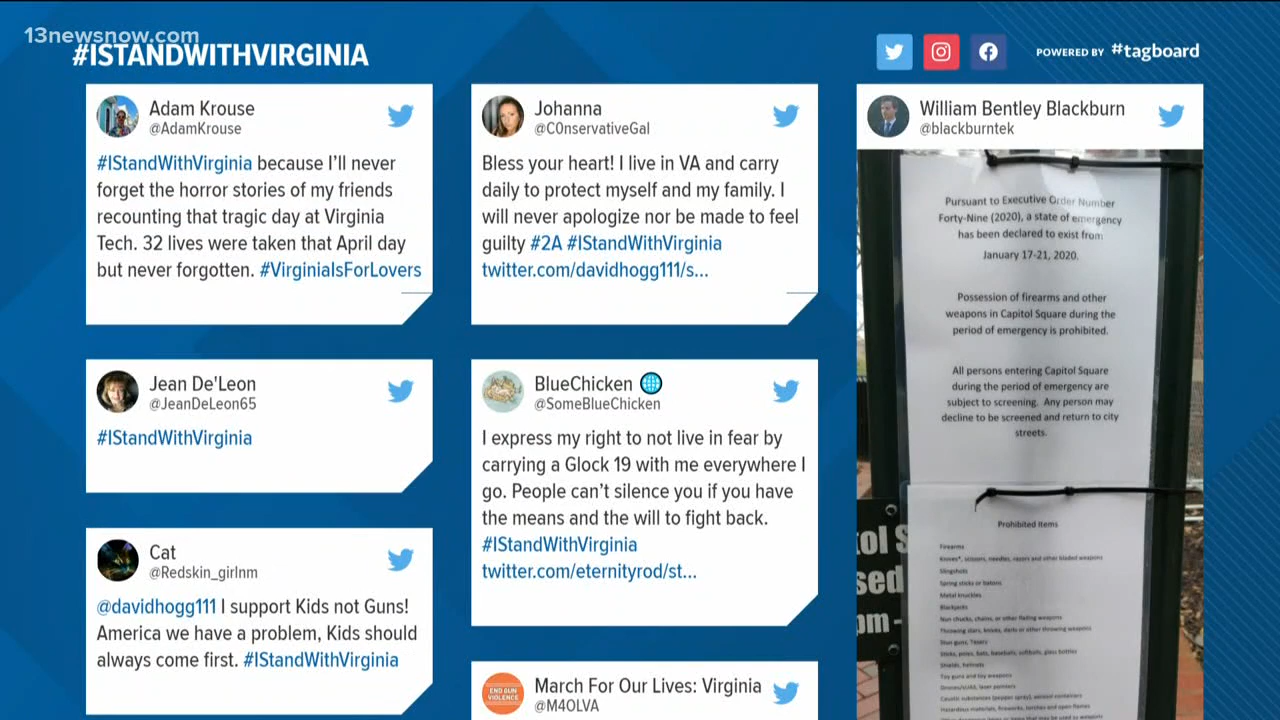 13newsnow.com
#ISTANDWITHVIRGINIA
POWERED BY #tagboard
Adam Krouse
@AdamKrouse
#IStandWithVirginia because I'll never
forget the horror stories of my friends
recounting that tragic day at Virginia
Tech. 32 lives were taken that April day
but never forgotten. #VirginiaIsForLovers
Jean De'Leon
@JeanDeLeon65
#IStandWithVirginia
Cat
@Redskin_girlnm
@davidhogg111 I support Kids not Guns!
America we have a problem, Kids should
always come first. #IStandWithVirginia
Johanna
@C0nservativeGal
Bless your heart! I live in VA and carry
daily to protect myself and my family. I
will never apologize nor be made to feel
guilty #2A #IStandWithVirginia
twitter.com/davidhogg111/s...
BlueChicken
@SomeBlueChicken
I express my right to not live in fear by
carrying a Glock 19 with me everywhere I
go. People can't silence you if you have
the means and the will to fight back.
#IStandWithVirginia
twitter.com/eternityrod/st...
END GUN
VIOLENCE
March For Our Lives: Virginia
@M4OLVA
William Bentley Blackburn
@blackburntek
Pursuant to Executive Order Number
Forty-Nine (2020), a state of emergency
has been declared to exist from
January 17-21, 2020.
Possession of firearms and other
weapons in Capitol Square during the
period of emergency is prohibited.
All persons entering Capitol Square
during the period of emergency are
subject to screening. Any person may
decline to be screened and return to city
streets.
Prohibited Items
Firearms
Knives*, scissors, needles, razors and other bladed weapons
Slingshots
Spring sticks or batons
Metal knuckles
Blackjacks
Nun chucks, chains, or other flailing weapons
Throwing stars, knives, darts or other throwing weapons
Stun guns, Tasers
Sticks, poles, bats, baseballs, softballs, glass bottles
Shields, helmets
Toy guns and toy weapons
Drones/sUAS, laser pointers
Caustic substances (pepper spray), aerosol containers
Hazardous materials, fireworks, torches and open flames
tol S
sed
pm -